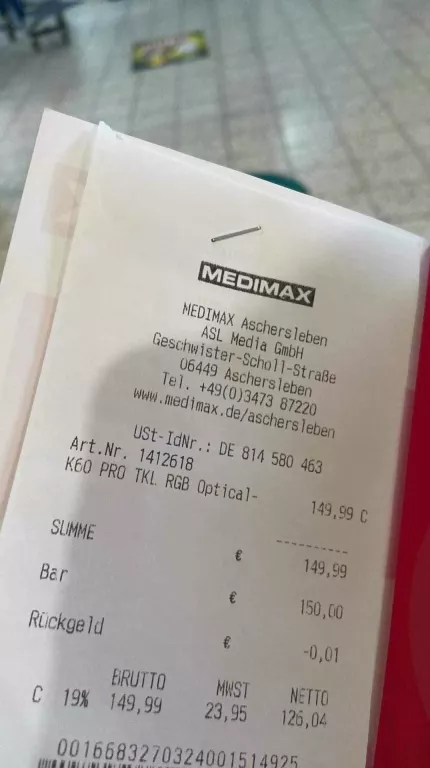 MEDIMAX
MEDIMAX Aschersleben
ASL Media GmbH
Geschwister-Scholl-Straße
06449 Aschersleben
Tel. +49(0)3473 87220
www.medimax.de/aschersleben
USt-IdNr.: DE 814 580 463
Art.Nr. 1412618
K60 PRO TKL RGB Optical- 149,99 C
SUMME € 149,99
Bar € 150,00
Rückgeld € -0,01
BRUTTO MWST NETTO
C 19% 149,99 23,95 126,04
0016683270324001514925